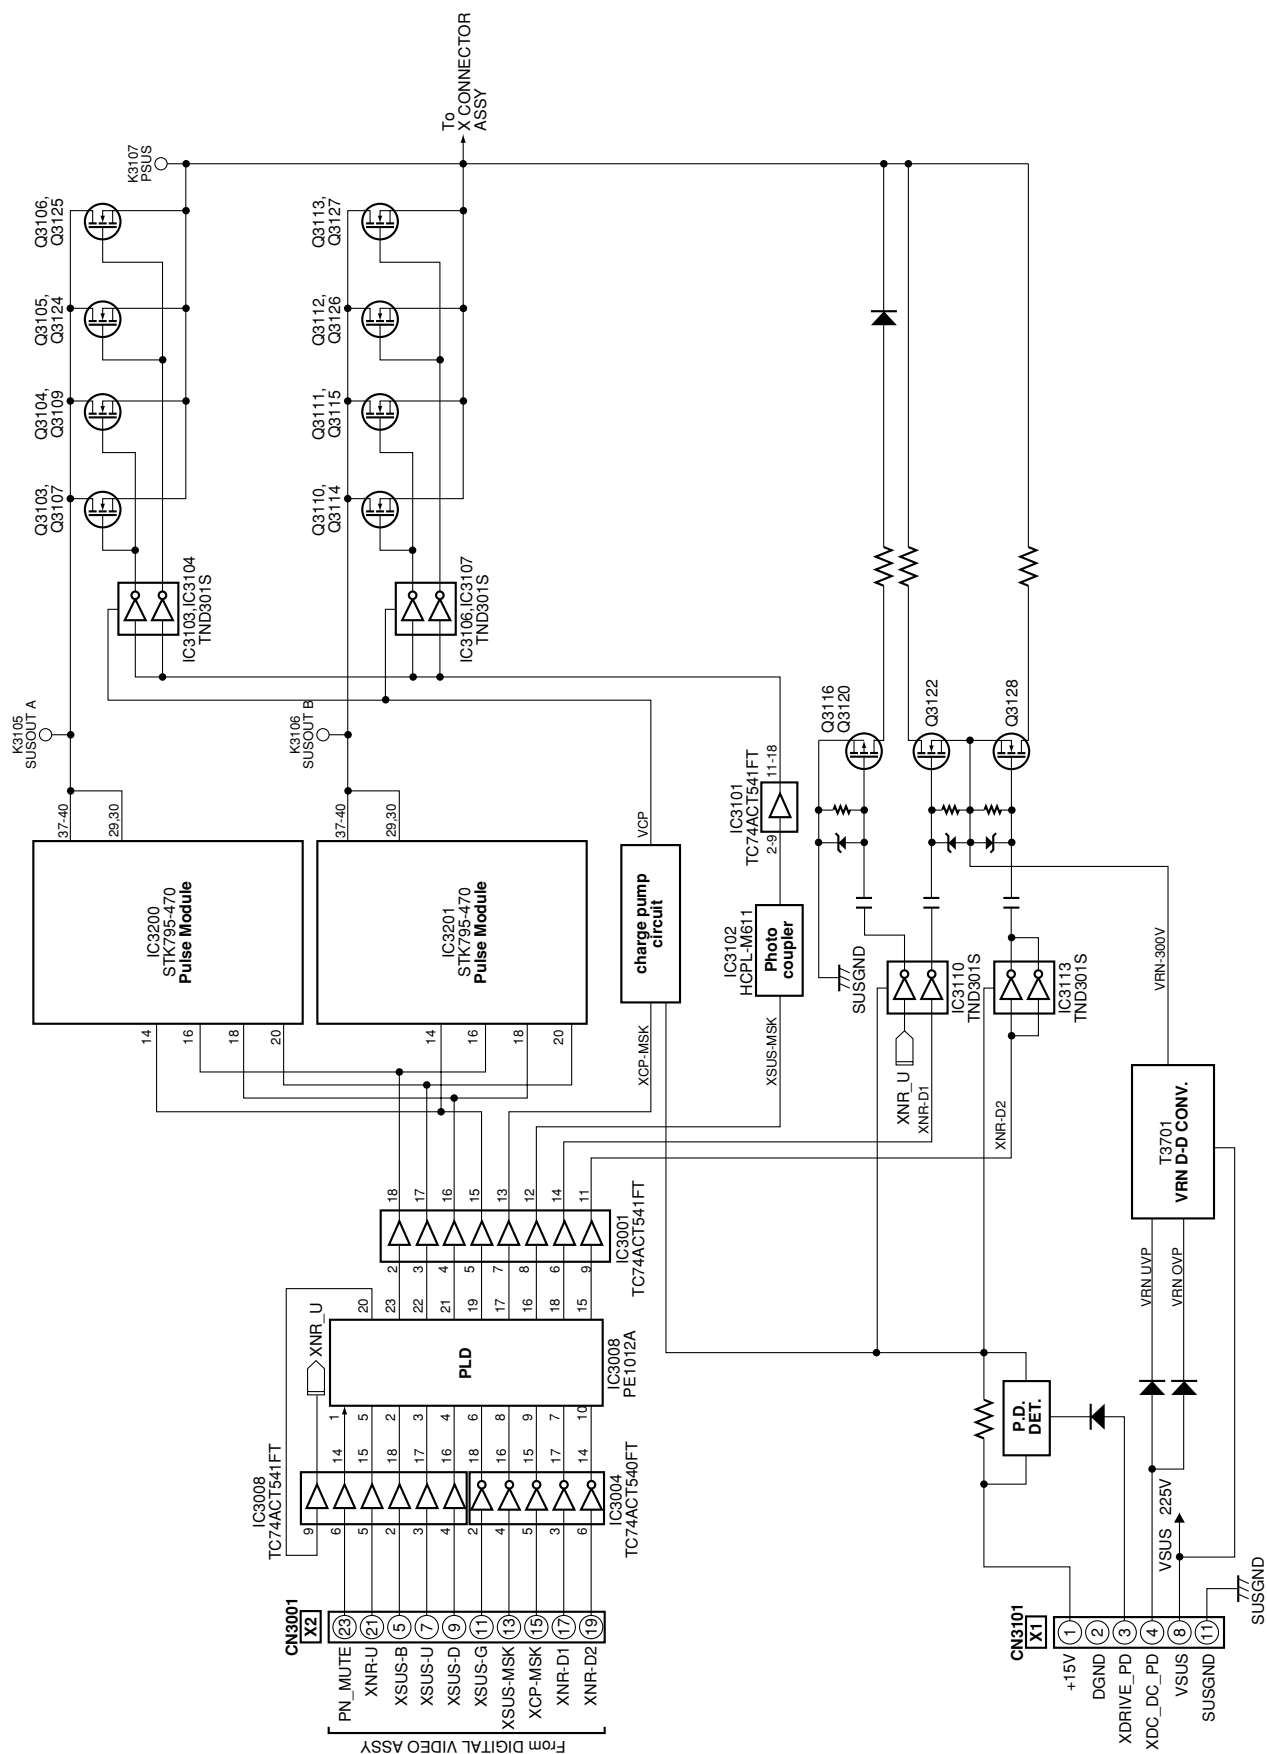 K3107
PSUS
To
X CONNECTOR
ASSY
Q3106,
Q3125
Q3105,
Q3124
Q3104,
Q3109
Q3103,
Q3107
Q3113,
Q3127
Q3112,
Q3126
Q3111,
Q3115
Q3110,
Q3114
IC3103,IC3104
TND301S
IC3106,IC3107
TND301S
K3105
SUSOUT A
K3106
SUSOUT B
37-40
29,30
37-40
29,30
IC3200
STK795-470
Pulse Module
14
16
18
20
IC3201
STK795-470
Pulse Module
14
16
18
20
VCP
charge pump
circuit
XCP-MSK
11-18
IC3101
TC74ACT541FT
2-9
IC3102
HCPL-M611
Photo
coupler
XSUS-MSK
Q3116
Q3120
Q3122
Q3128
SUSGND
IC3110
TND301S
IC3113
TND301S
XNR_U
XNR-D1
XNR-D2
VRN-300V
T3701
VRN D-D CONV.
VRN UVP
VRN OVP
18
17
16
15
13
12
14
11
IC3001
TC74ACT541FT
2
3
4
5
7
8
6
9
XNR_U
20
23
22
21
19
17
16
18
15
PLD
IC3008
PE1012A
1
5
2
3
4
6
8
9
7
10
IC3008
TC74ACT541FT
14
15
18
17
16
18
16
15
17
14
IC3004
TC74ACT540FT
9
6
5
2
3
4
2
4
5
3
6
CN3001
X2
23
21
5
7
9
11
13
15
17
19
PN_MUTE
XNR-U
XSUS-B
XSUS-U
XSUS-D
XSUS-G
XSUS-MSK
XCP-MSK
XNR-D1
XNR-D2
From DIGITAL VIDEO ASSY
P.D.
DET.
VSUS 225V
SUSGND
CN3101
X1
1
2
3
4
8
11
+15V
DGND
XDRIVE_PD
XDC_DC_PD
VSUS
SUSGND